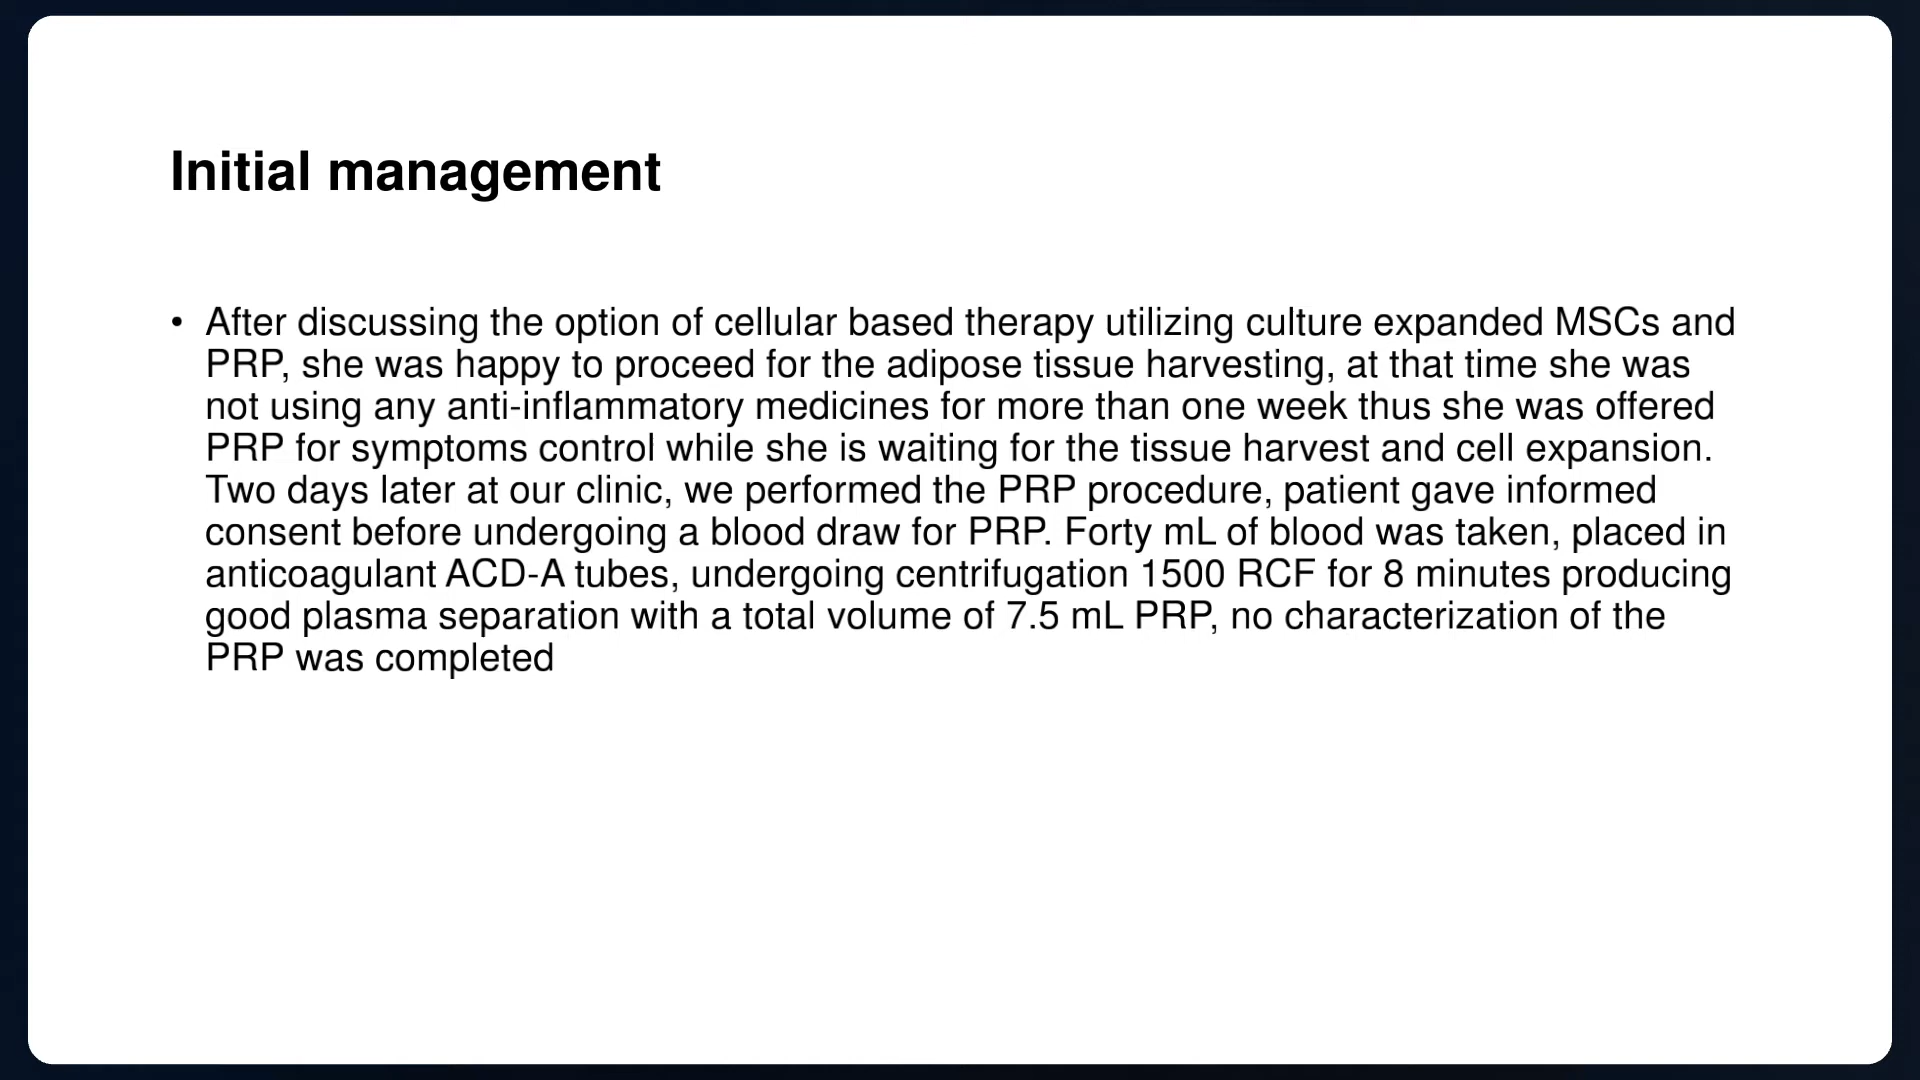 Initial management
• After discussing the option of cellular based therapy utilizing culture expanded MSCs and
PRP, she was happy to proceed for the adipose tissue harvesting, at that time she was
not using any anti-inflammatory medicines for more than one week thus she was offered
PRP for symptoms control while she is waiting for the tissue harvest and cell expansion.
Two days later at our clinic, we performed the PRP procedure, patient gave informed
consent before undergoing a blood draw for PRP. Forty mL of blood was taken, placed in
anticoagulant ACD-A tubes, undergoing centrifugation 1500 RCF for 8 minutes producing
good plasma separation with a total volume of 7.5 mL PRP, no characterization of the
PRP was completed